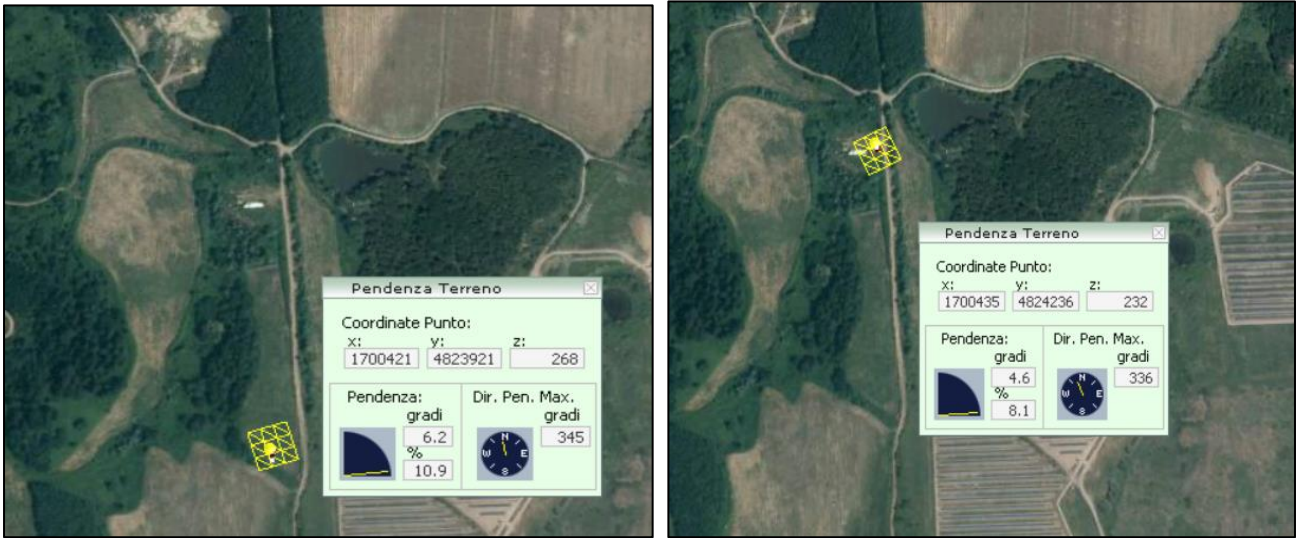 Pendenza Terreno
Coordinate Punto:
x: y: z:
1700421 4823921 268
Pendenza: Dir. Pen. Max.
gradi gradi
6.2 345
%
10.9
N
W E
S
Pendenza Terreno
Coordinate Punto:
x: y: z:
1700435 4824236 232
Pendenza: Dir. Pen. Max.
gradi gradi
4.6 336
%
8.1
N
W E
S